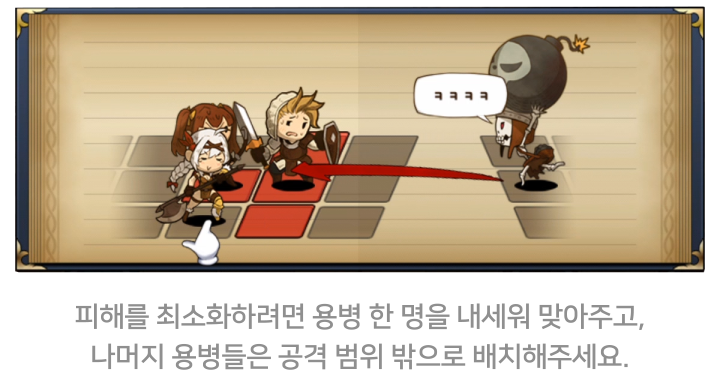 ㅋㅋㅋㅋ
피해를 최소화하려면 용병 한 명을 내세워 맞아주고,
나머지 용병들은 공격 범위 밖으로 배치해주세요.